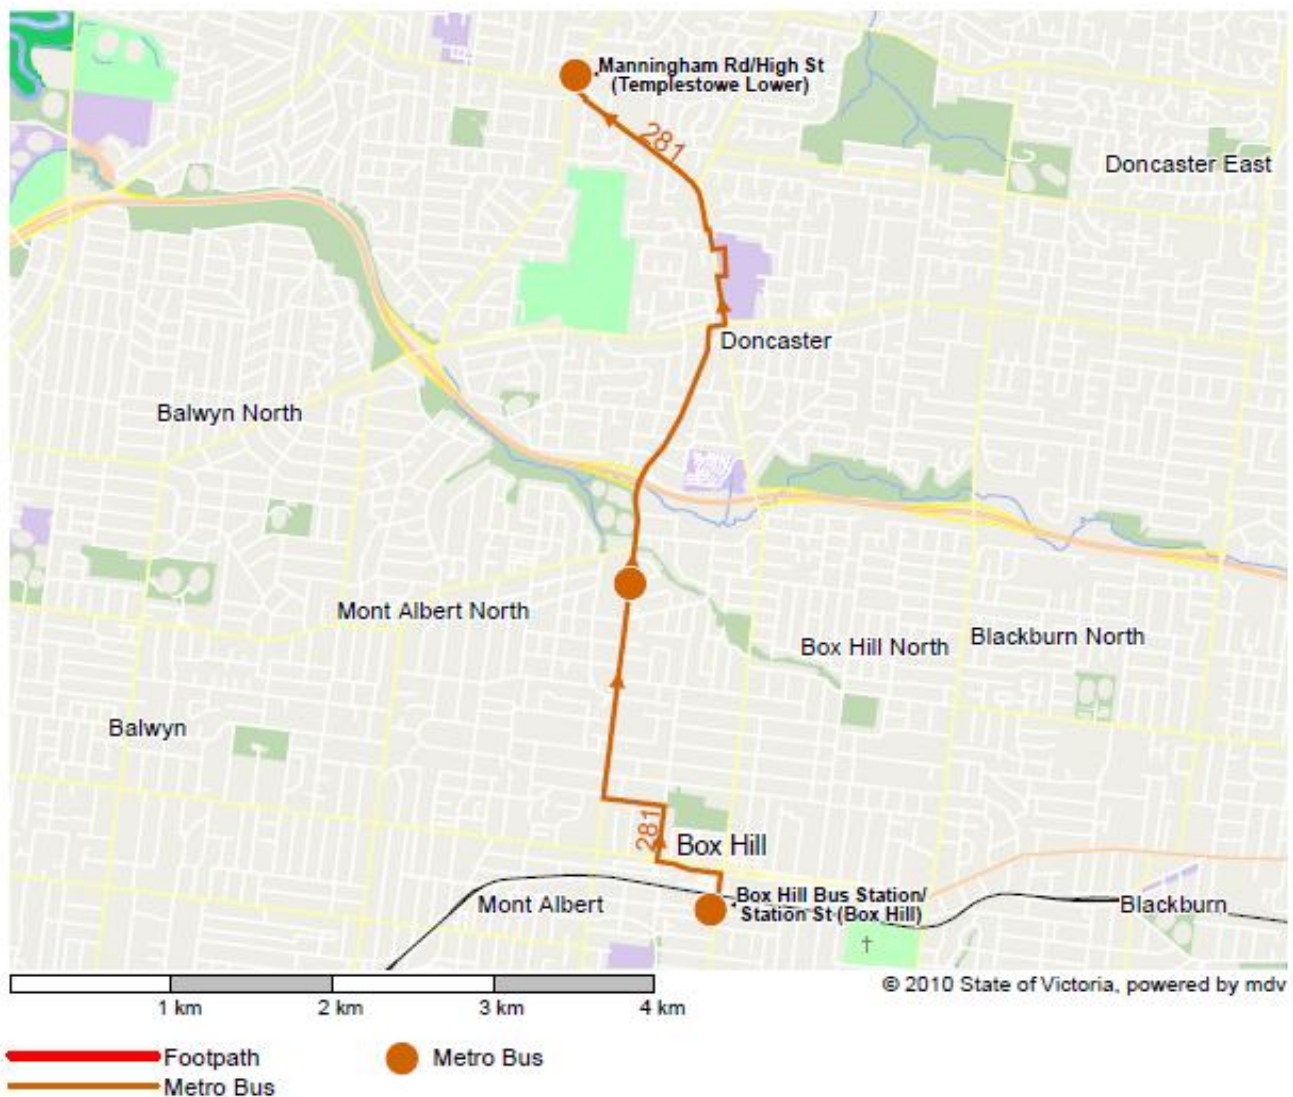 Manningham Rd/High St
(Templestowe Lower)
281
Doncaster East
Doncaster
Balwyn North
Mont Albert North
Box Hill North
Blackburn North
Balwyn
281
Box Hill
Mont Albert
Box Hill Bus Station/
Station St (Box Hill)
Blackburn
© 2010 State of Victoria, powered by mdv
1 km
2 km
3 km
4 km
Footpath
Metro Bus
Metro Bus